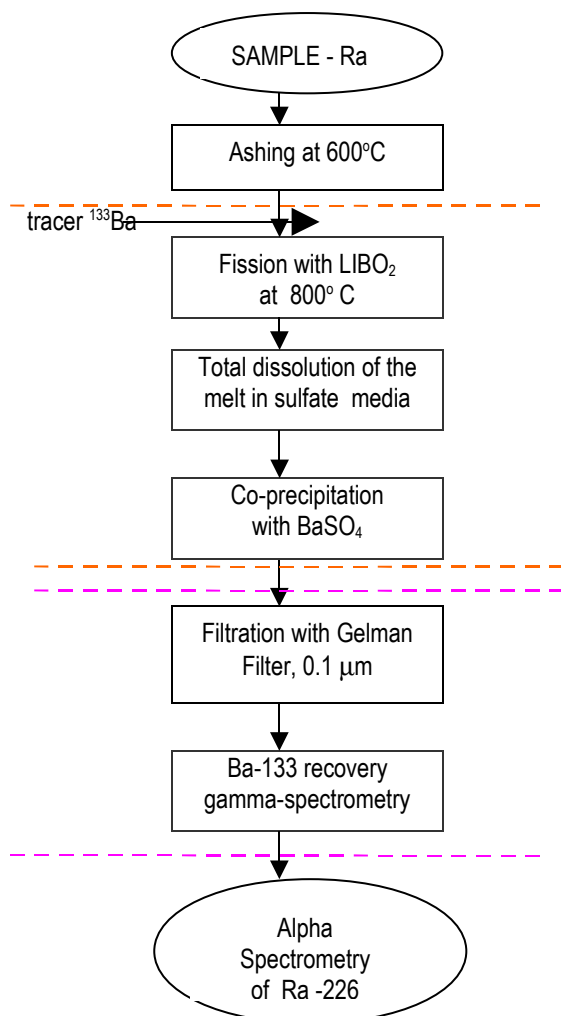 SAMPLE - Ra
Ashing at 600°C
tracer ¹³³Ba
Fission with LIBO₂
at 800° C
Total dissolution of the
melt in sulfate media
Co-precipitation
with BaSO₄
Filtration with Gelman
Filter, 0.1 μm
Ba-133 recovery
gamma-spectrometry
Alpha
Spectrometry
of Ra -226